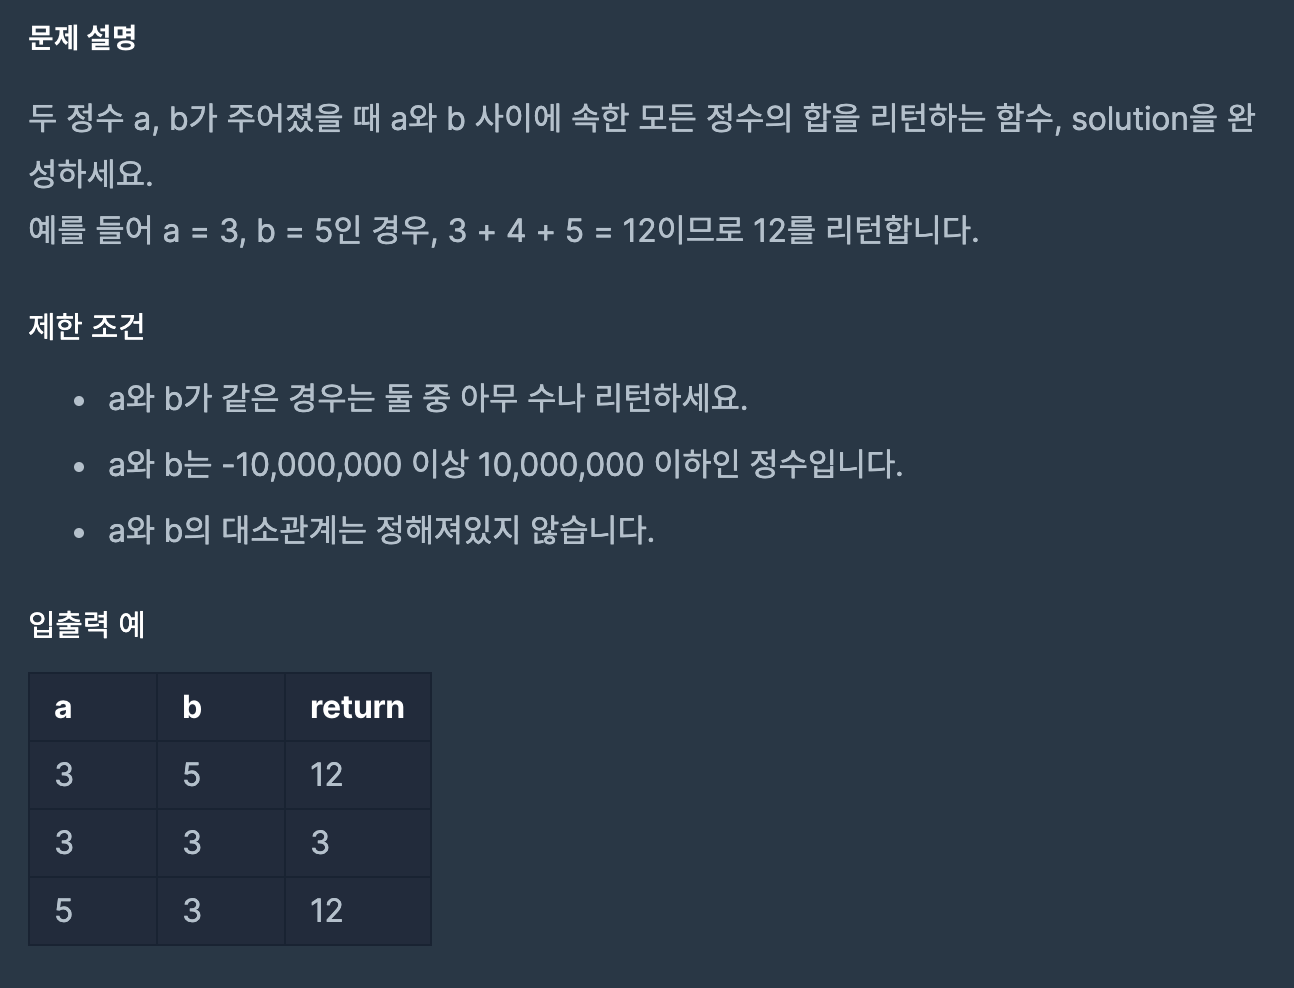 문제 설명
두 정수 a, b가 주어졌을 때 a와 b 사이에 속한 모든 정수의 합을 리턴하는 함수, solution을 완
성하세요.
예를 들어 a = 3, b = 5인 경우, 3 + 4 + 5 = 12이므로 12를 리턴합니다.
제한 조건
• a와 b가 같은 경우는 둘 중 아무 수나 리턴하세요.
• a와 b는 -10,000,000 이상 10,000,000 이하인 정수입니다.
• a와 b의 대소관계는 정해져있지 않습니다.
입출력 예
a b return
3 5 12
3 3 3
5 3 12